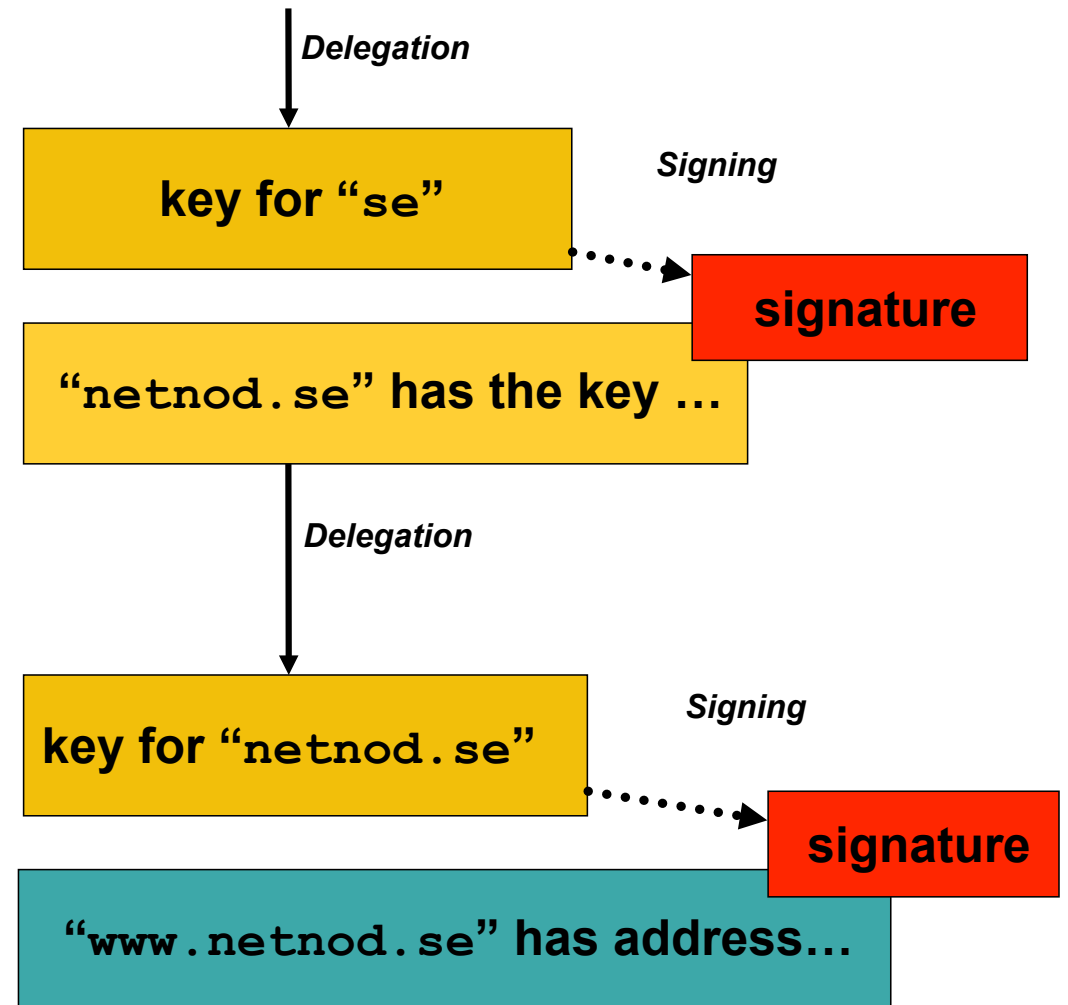 Delegation
key for “se”
Signing
signature
“netnod.se” has the key …
Delegation
key for “netnod.se”
Signing
signature
“www.netnod.se” has address…